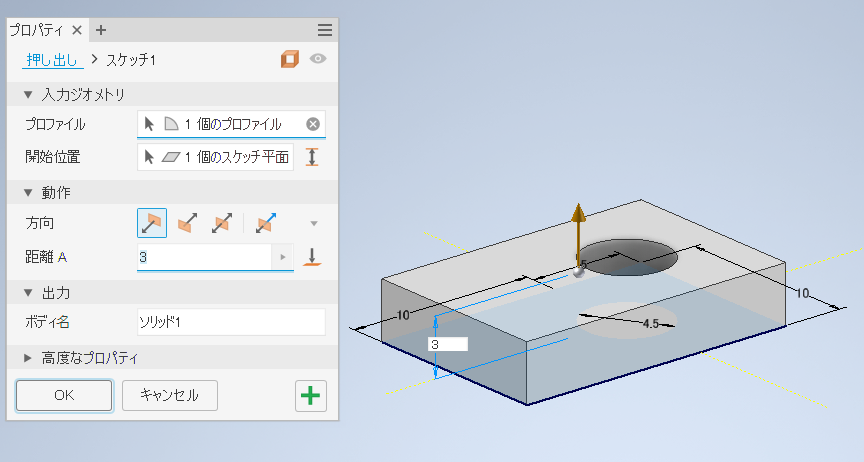 プロパティ × +
押し出し > スケッチ1
入力ジオメトリ
プロファイル
1 個のプロファイル
開始位置
1 個のスケッチ平面
動作
方向
距離 A
3
出力
ボディ名
ソリッド1
高度なプロパティ
OK
キャンセル
5
10
10
4.5
3